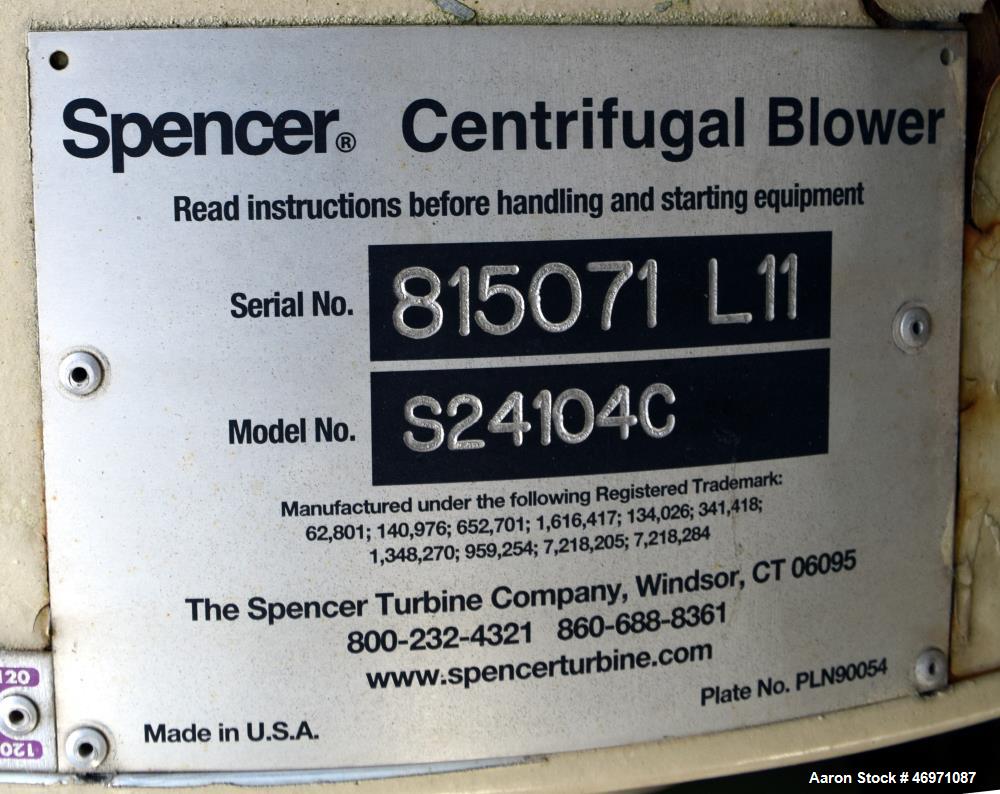 Spencer® Centrifugal Blower
Read instructions before handling and starting equipment
Serial No. 815071 L11
Model No. S24104C
Manufactured under the following Registered Trademark:
62,801; 140,976; 652,701; 1,616,417; 134,026; 341,418;
1,348,270; 959,254; 7,218,205; 7,218,284
The Spencer Turbine Company, Windsor, CT 06095
800-232-4321 860-688-8361
www.spencerturbine.com
Plate No. PLN90054
Made in U.S.A.
120
120
Aaron Stock # 46971087